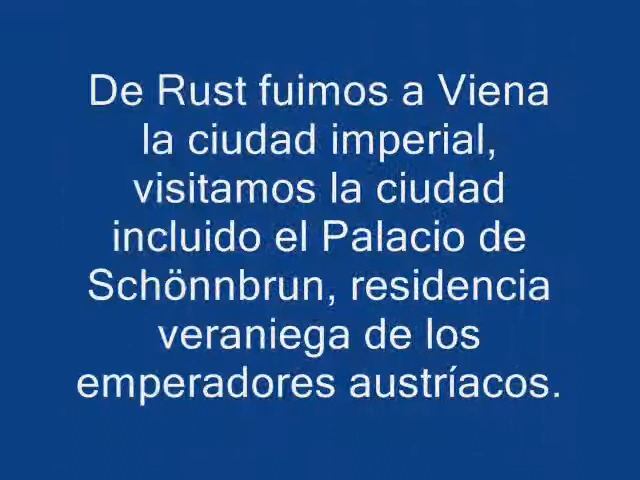 De Rust fuimos a Viena
la ciudad imperial,
visitamos la ciudad
incluido el Palacio de
Schönnbrun, residencia
veraniega de los
emperadores austríacos.